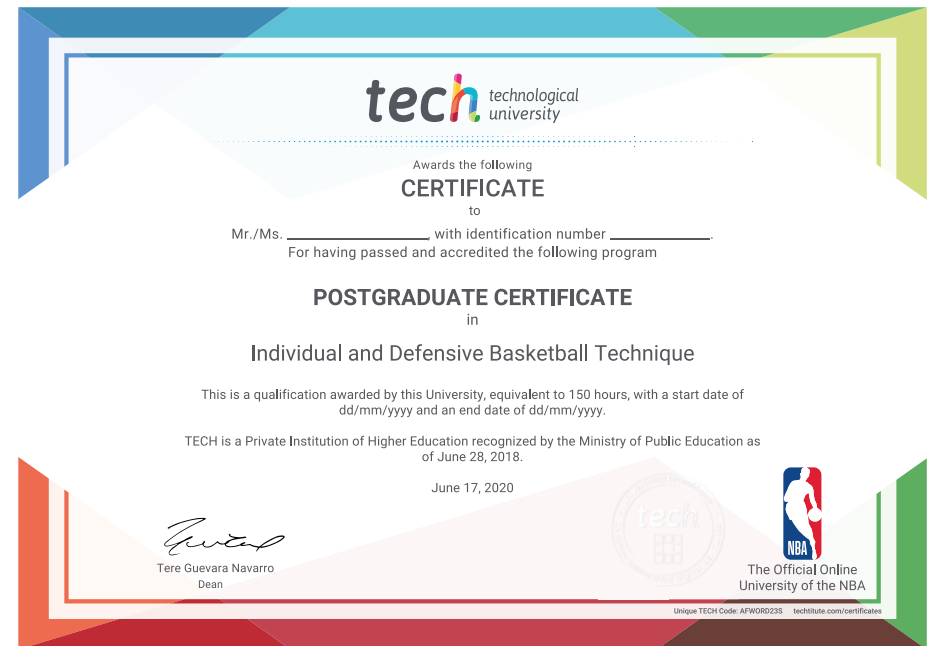 tech technological
university
Awards the following
CERTIFICATE
to
Mr./Ms. ____________________, with identification number ______________.
For having passed and accredited the following program
POSTGRADUATE CERTIFICATE
in
Individual and Defensive Basketball Technique
This is a qualification awarded by this University, equivalent to 150 hours, with a start date of
dd/mm/yyyy and an end date of dd/mm/yyyy.
TECH is a Private Institution of Higher Education recognized by the Ministry of Public Education as
of June 28, 2018.
June 17, 2020
tech
NBA
Tere Guevara Navarro
Dean
The Official Online
University of the NBA
Unique TECH Code: AFWORD23S techtitute.com/certificates